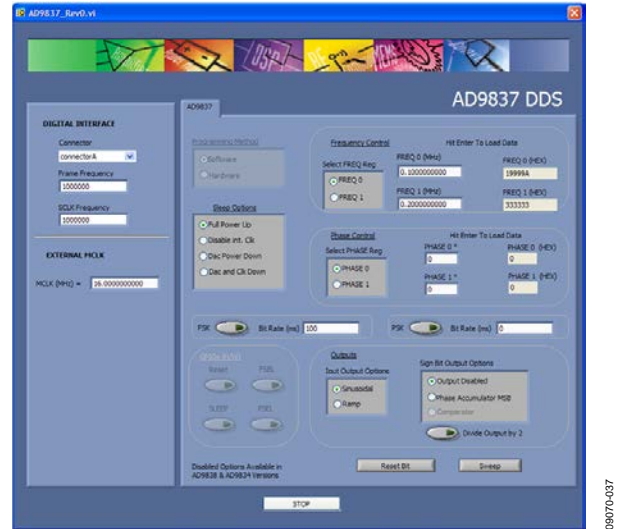 AD9837_Rev0.vi
AD9837 DDS
AD9837
DIGITAL INTERFACE
Connector
connectorA
Frame Frequency
1000000
SCLK Frequency
1000000
EXTERNAL MCLK
MCLK (MHz) = 16.0000000000
Programming Method
Software
Hardware
Sleep Options
Full Power Up
Disable int. Clk
Dac Power Down
Dac and Clk Down
Frequency Control
Hit Enter To Load Data
Select FREQ Reg
FREQ 0
FREQ 1
FREQ 0 (MHz)
0.1000000000
FREQ 0 (HEX)
19999A
FREQ 1 (MHz)
0.2000000000
FREQ 1 (HEX)
333333
Phase Control
Hit Enter To Load Data
Select PHASE Reg
PHASE 0
PHASE 1
PHASE 0 °
0
PHASE 0 (HEX)
0
PHASE 1 °
0
PHASE 1 (HEX)
0
FSK
Bit Rate (ns) 100
PSK
Bit Rate (ns) 0
Reset
FSEL
SLEEP
PSEL
Outputs
Iout Output Options
Sinusodal
Ramp
Sign Bit Output Options
Output Disabled
Phase Accumulator MSB
Comparator
Divide Output by 2
Disabled Options Available in
AD9838 & AD9834 Versions
Reset Bit
Sweep
STOP
09070-037